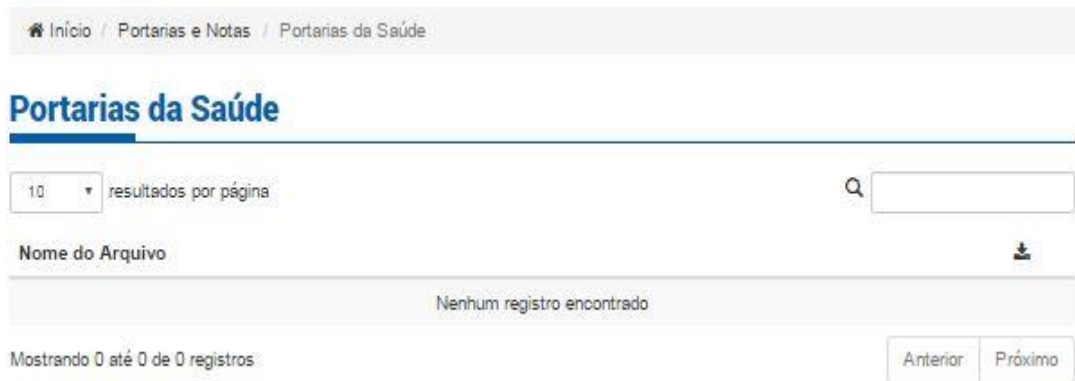 Início / Portarias e Notas / Portarias da Saúde
Portarias da Saúde
10 resultados por página
Nome do Arquivo
Nenhum registro encontrado
Mostrando 0 até 0 de 0 registros
Anterior Próximo